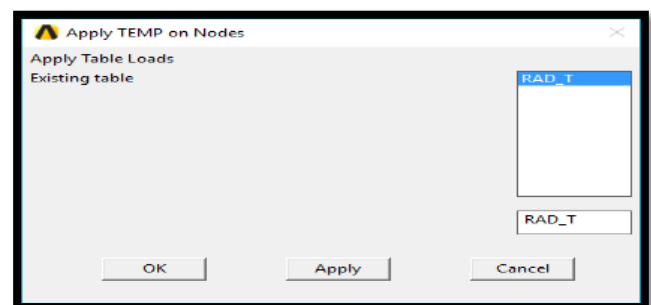 Apply TEMP on Nodes
Apply Table Loads
Existing table
RAD_T
RAD_T
OK
Apply
Cancel